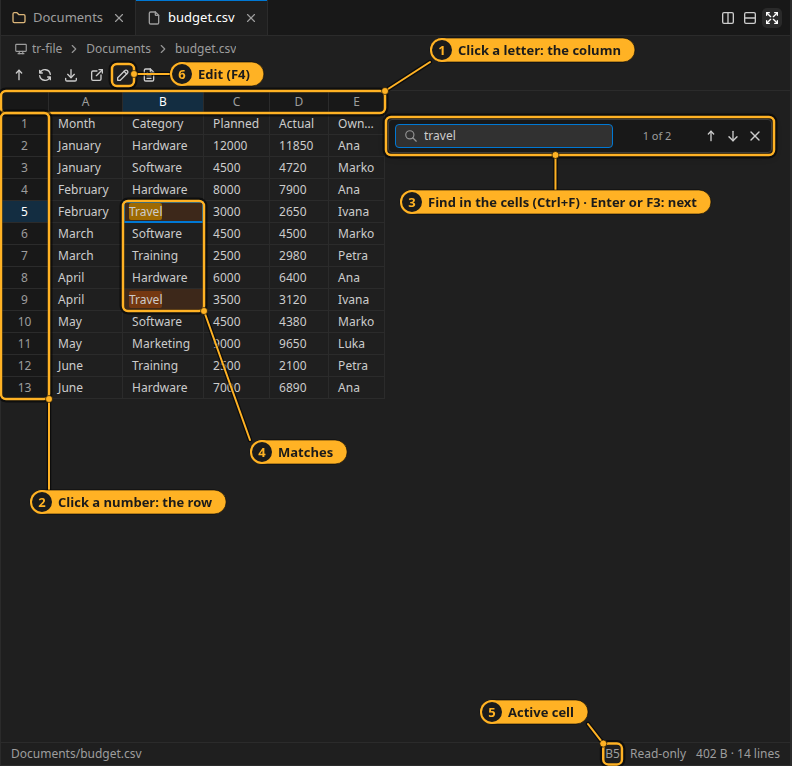 Documents
budget.csv
tr-file > Documents > budget.csv
1 Click a letter: the column
6 Edit (F4)
A B C D E
1 Month Category Planned Actual Own...
2 January Hardware 12000 11850 Ana
3 January Software 4500 4720 Marko
4 February Hardware 8000 7900 Ana
5 February Travel 3000 2650 Ivana
6 March Software 4500 4500 Marko
7 March Training 2500 2980 Petra
8 April Hardware 6000 6400 Ana
9 April Travel 3500 3120 Ivana
10 May Software 4500 4380 Marko
11 May Marketing 9000 9650 Luka
12 June Training 2500 2100 Petra
13 June Hardware 7000 6890 Ana
travel 1 of 2
3 Find in the cells (Ctrl+F) · Enter or F3: next
4 Matches
2 Click a number: the row
5 Active cell
Documents/budget.csv B5 Read-only 402 B · 14 lines